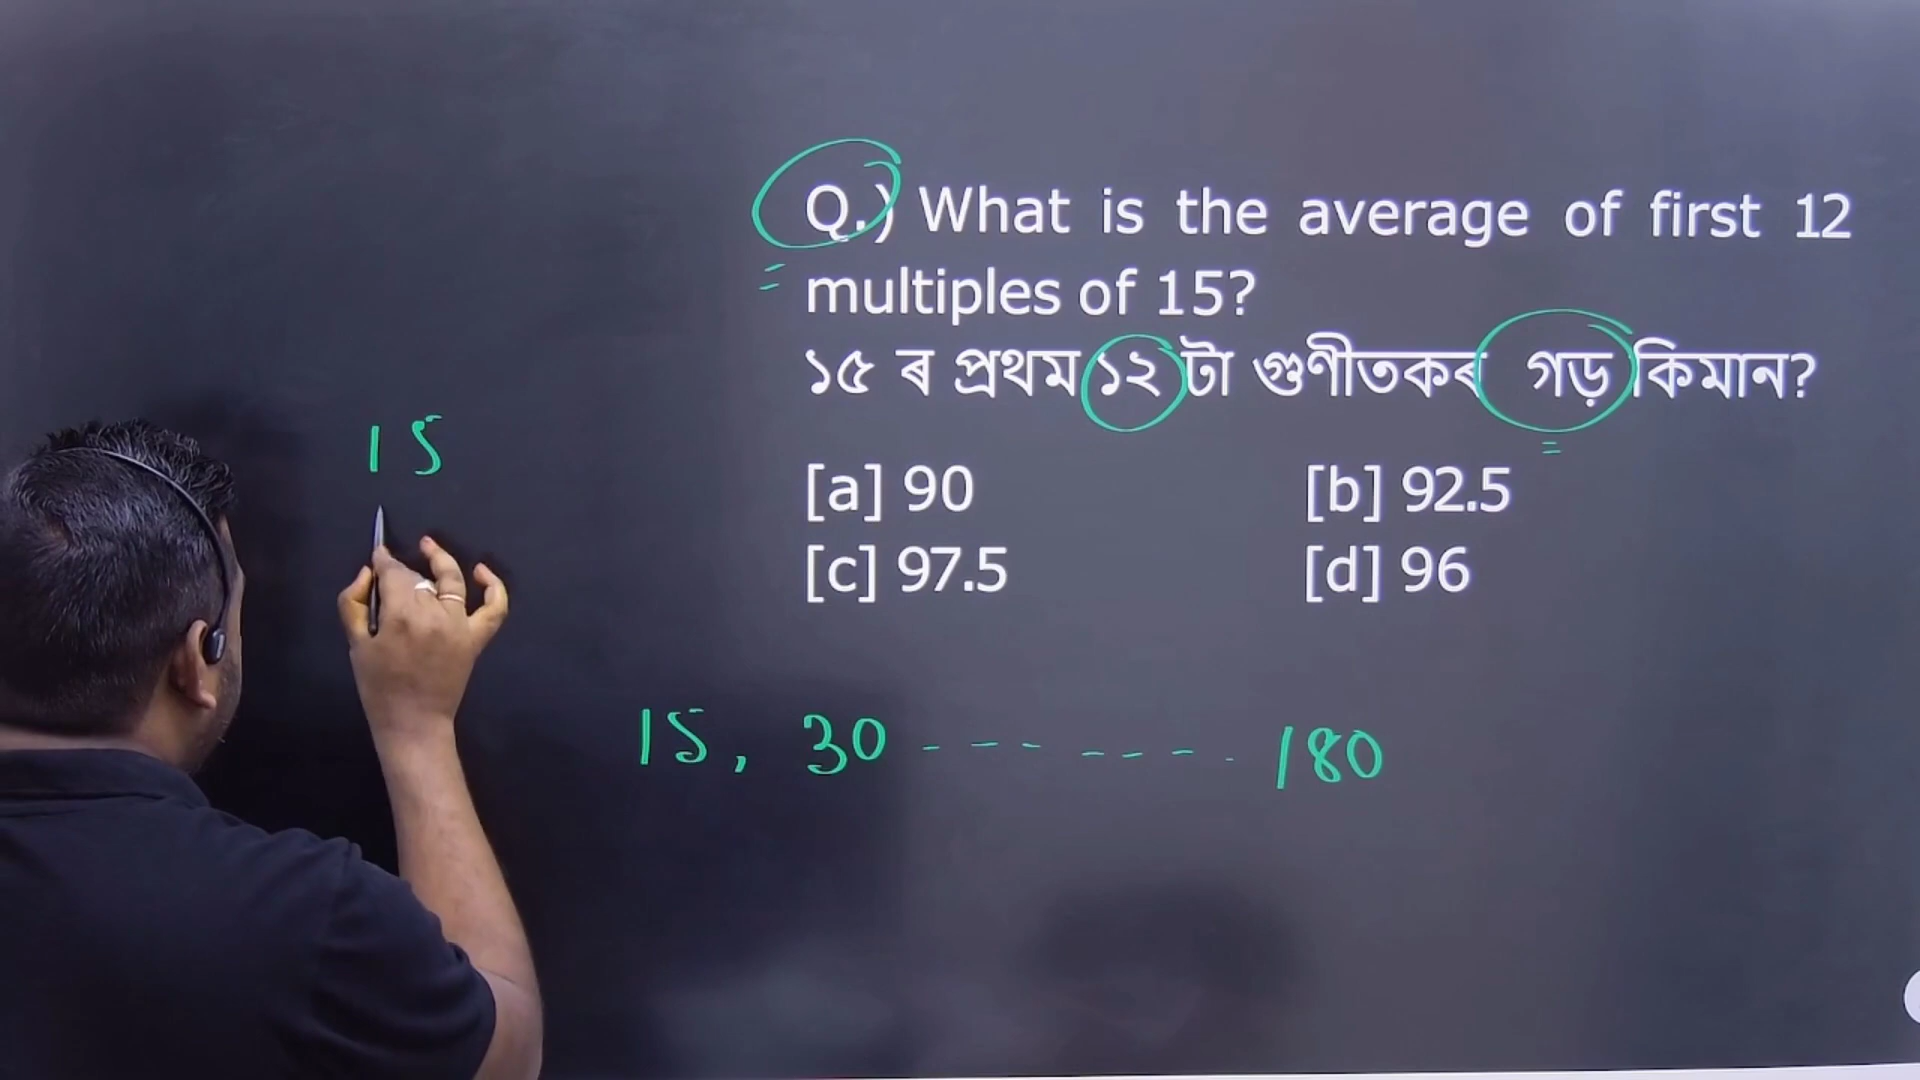 Q.) What is the average of first 12
multiples of 15?
১৫ ৰ প্ৰথম ১২ টা গুণীতকৰ গড় কিমান?
15
[a] 90 [b] 92.5
[c] 97.5 [d] 96
15, 30 - - - - - - - . 180